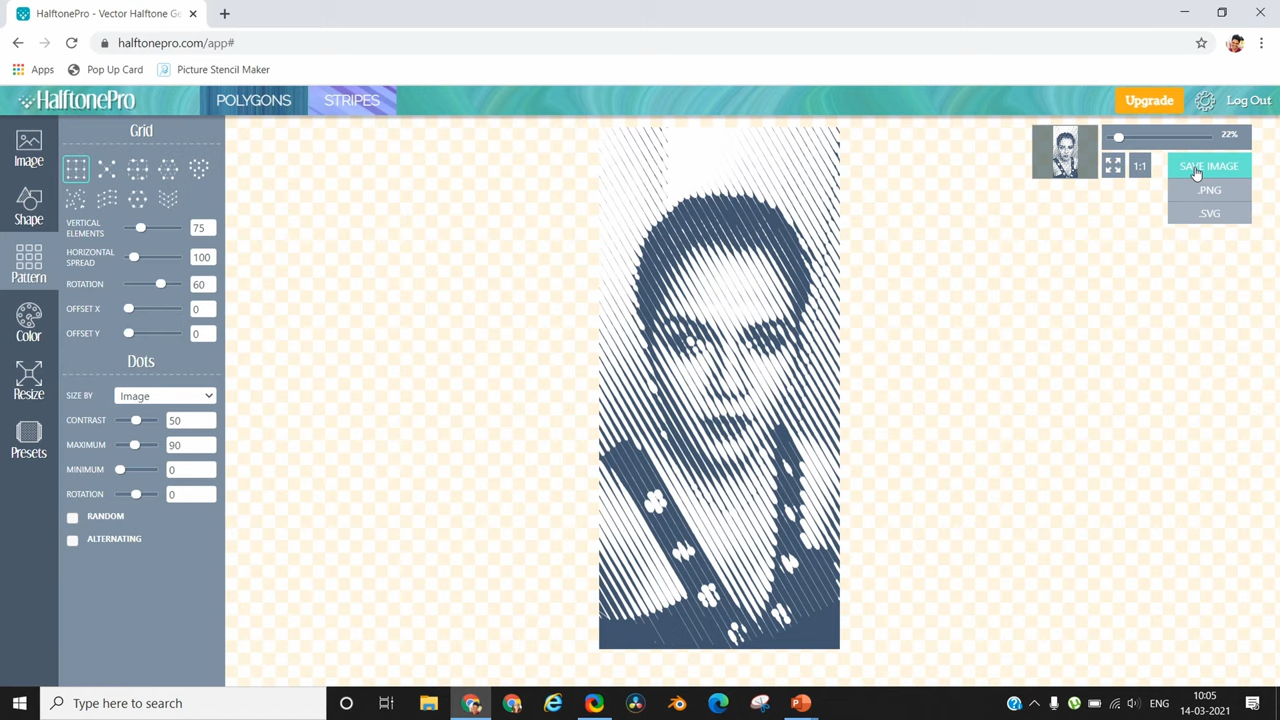 HalftonePro - Vector Halftone Ge
halftonepro.com/app#
Apps
Pop Up Card
Picture Stencil Maker
HalftonePro
POLYGONS
STRIPES
Upgrade
Log Out
Image
Shape
Pattern
Color
Resize
Presets
Grid
VERTICAL
ELEMENTS
75
HORIZONTAL
SPREAD
100
ROTATION
60
OFFSET X
0
OFFSET Y
0
Dots
SIZE BY
Image
CONTRAST
50
MAXIMUM
90
MINIMUM
0
ROTATION
0
RANDOM
ALTERNATING
22%
1:1
SAVE IMAGE
.PNG
.SVG
Type here to search
ENG
10:05
14-03-2021